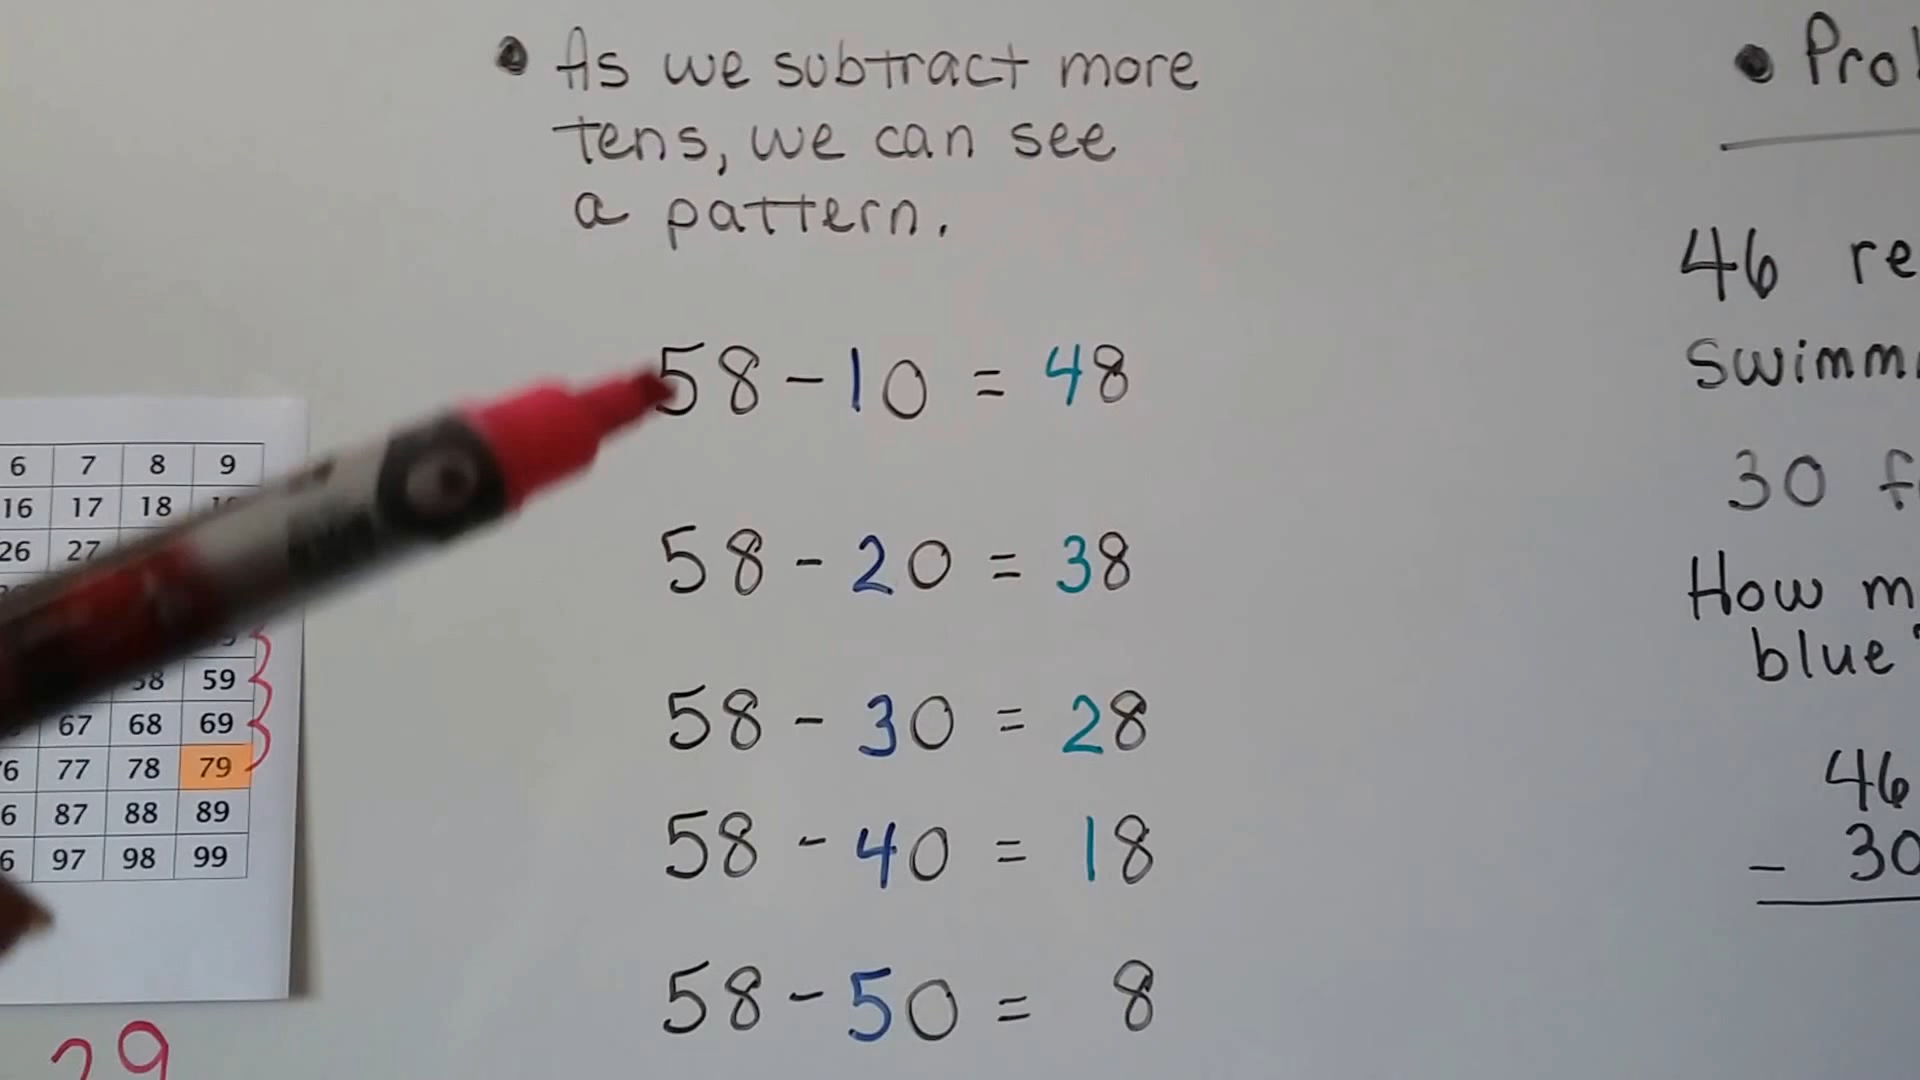 • As we subtract more
tens, we can see
a pattern.
58 - 10 = 48
58 - 20 = 38
58 - 30 = 28
58 - 40 = 18
58 - 50 = 8
6 7 8 9
16 17 18
26 27
59
67 68 69
77 78 79
87 88 89
97 98 99
29
46
swimm
30
How
blue
46
- 30